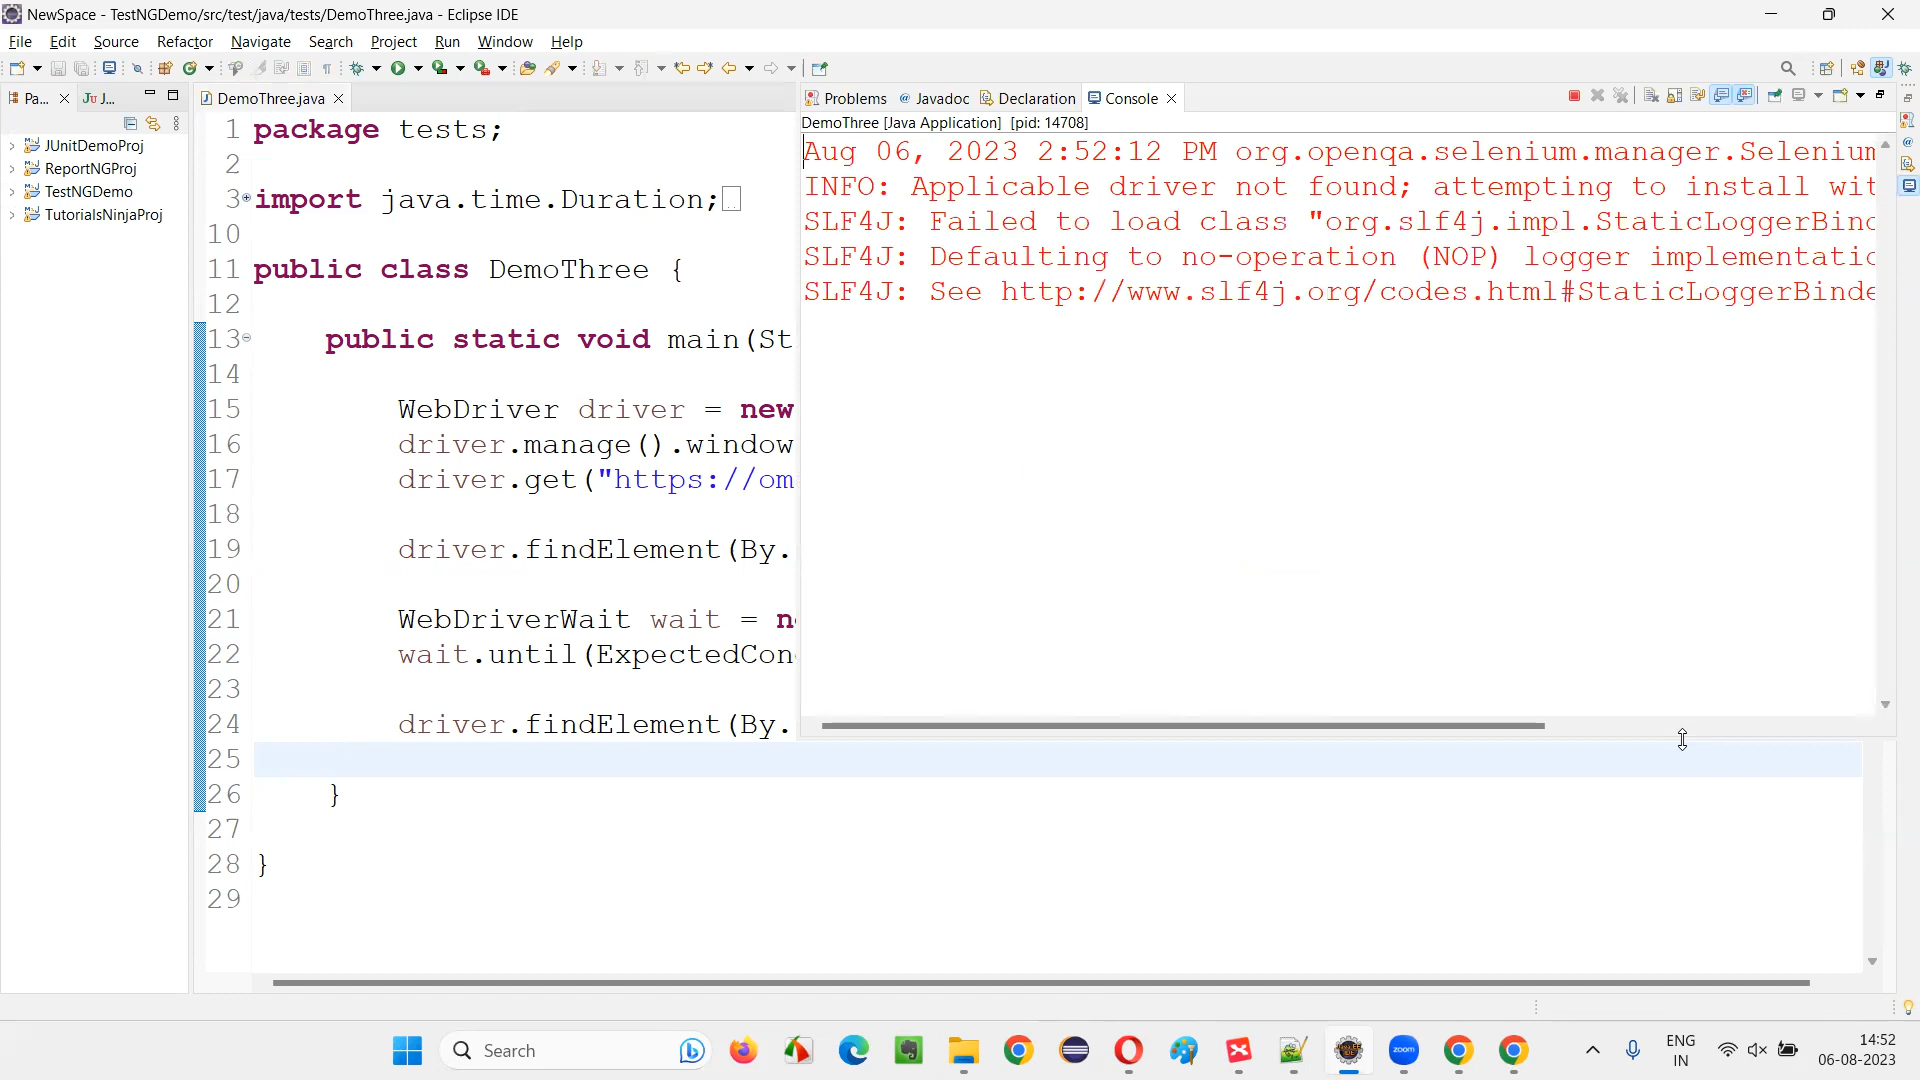 NewSpace - TestNGDemo/src/test/java/tests/DemoThree.java - Eclipse IDE
File Edit Source Refactor Navigate Search Project Run Window Help
Pa... J... DemoThree.java Problems Javadoc Declaration Console
DemoThree [Java Application] [pid: 14708]
JUnitDemoProj
ReportNGProj
TestNGDemo
TutorialsNinjaProj
1 package tests;
2
3 import java.time.Duration;
10
11 public class DemoThree {
12
13 public static void main(St
14
15 WebDriver driver = new
16 driver.manage().window
17 driver.get("https://om
18
19 driver.findElement(By.
20
21 WebDriverWait wait = n
22 wait.until(ExpectedCon
23
24 driver.findElement(By.
25
26 }
27
28 }
29
Aug 06, 2023 2:52:12 PM org.openqa.selenium.manager.Selenium
INFO: Applicable driver not found; attempting to install wit
SLF4J: Failed to load class "org.slf4j.impl.StaticLoggerBind
SLF4J: Defaulting to no-operation (NOP) logger implementatio
SLF4J: See http://www.slf4j.org/codes.html#StaticLoggerBinde
Search
zoom
ENG
IN
14:52
06-08-2023